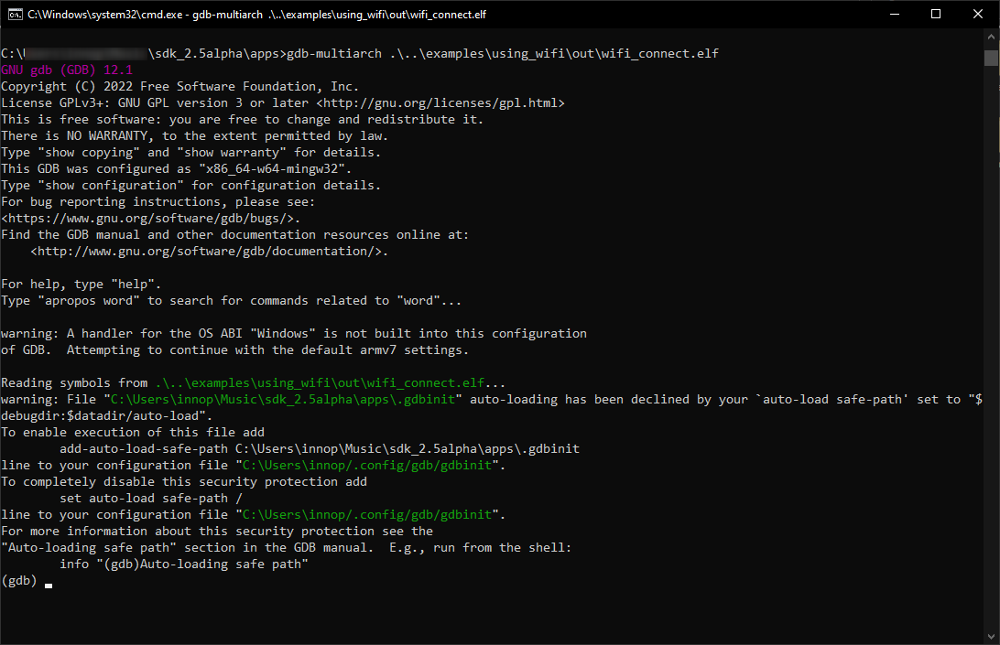 C:\Windows\system32\cmd.exe - gdb-multiarch .\..\examples\using_wifi\out\wifi_connect.elf
C:\ \sdk_2.5alpha\apps>gdb-multiarch .\..\examples\using_wifi\out\wifi_connect.elf
GNU gdb (GDB) 12.1
Copyright (C) 2022 Free Software Foundation, Inc.
License GPLv3+: GNU GPL version 3 or later <http://gnu.org/licenses/gpl.html>
This is free software: you are free to change and redistribute it.
There is NO WARRANTY, to the extent permitted by law.
Type "show copying" and "show warranty" for details.
This GDB was configured as "x86_64-w64-mingw32".
Type "show configuration" for configuration details.
For bug reporting instructions, please see:
<https://www.gnu.org/software/gdb/bugs/>.
Find the GDB manual and other documentation resources online at:
    <http://www.gnu.org/software/gdb/documentation/>.
For help, type "help".
Type "apropos word" to search for commands related to "word"...
warning: A handler for the OS ABI "Windows" is not built into this configuration
of GDB.  Attempting to continue with the default armv7 settings.
Reading symbols from .\..\examples\using_wifi\out\wifi_connect.elf...
warning: File "C:\Users\innop\Music\sdk_2.5alpha\apps\.gdbinit" auto-loading has been declined by your `auto-load safe-path' set to "$
debugdir:$datadir/auto-load".
To enable execution of this file add
        add-auto-load-safe-path C:\Users\innop\Music\sdk_2.5alpha\apps\.gdbinit
line to your configuration file "C:\Users\innop/.config/gdb/gdbinit".
To completely disable this security protection add
        set auto-load safe-path /
line to your configuration file "C:\Users\innop/.config/gdb/gdbinit".
For more information about this security protection see the
"Auto-loading safe path" section in the GDB manual.  E.g., run from the shell:
        info "(gdb)Auto-loading safe path"
(gdb)